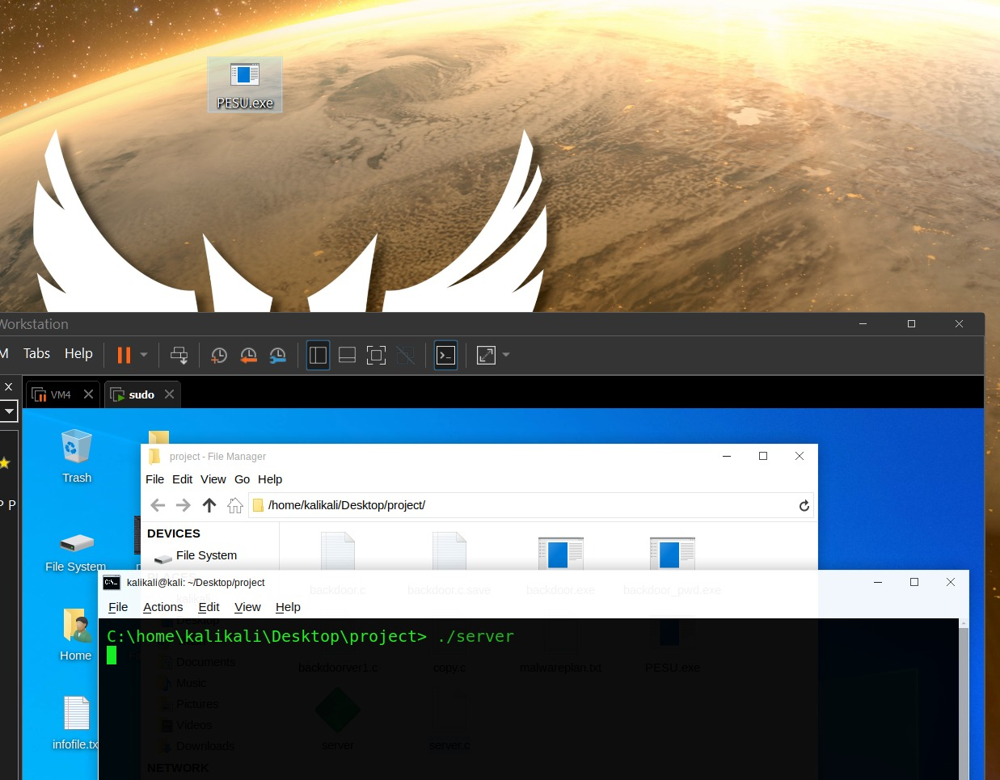 PESU.exe
Workstation
M Tabs Help
X
VM4
sudo
P P
Trash
File System
Home
infofile.tx
project - File Manager
File Edit View Go Help
/home/kalikali/Desktop/project/
DEVICES
File System
PLACES
kalikali
Desktop
backdoor.c
backdoor.c.save
backdoor.exe
backdoor_pwd.exe
kalikali@kali: ~/Desktop/project
File Actions Edit View Help
C:\home\kalikali\Desktop\project> ./server
Documents
Music
Pictures
Videos
Downloads
NETWORK
backdoorver1.c
copy.c
malwareplan.txt
PESU.exe
server
server.c